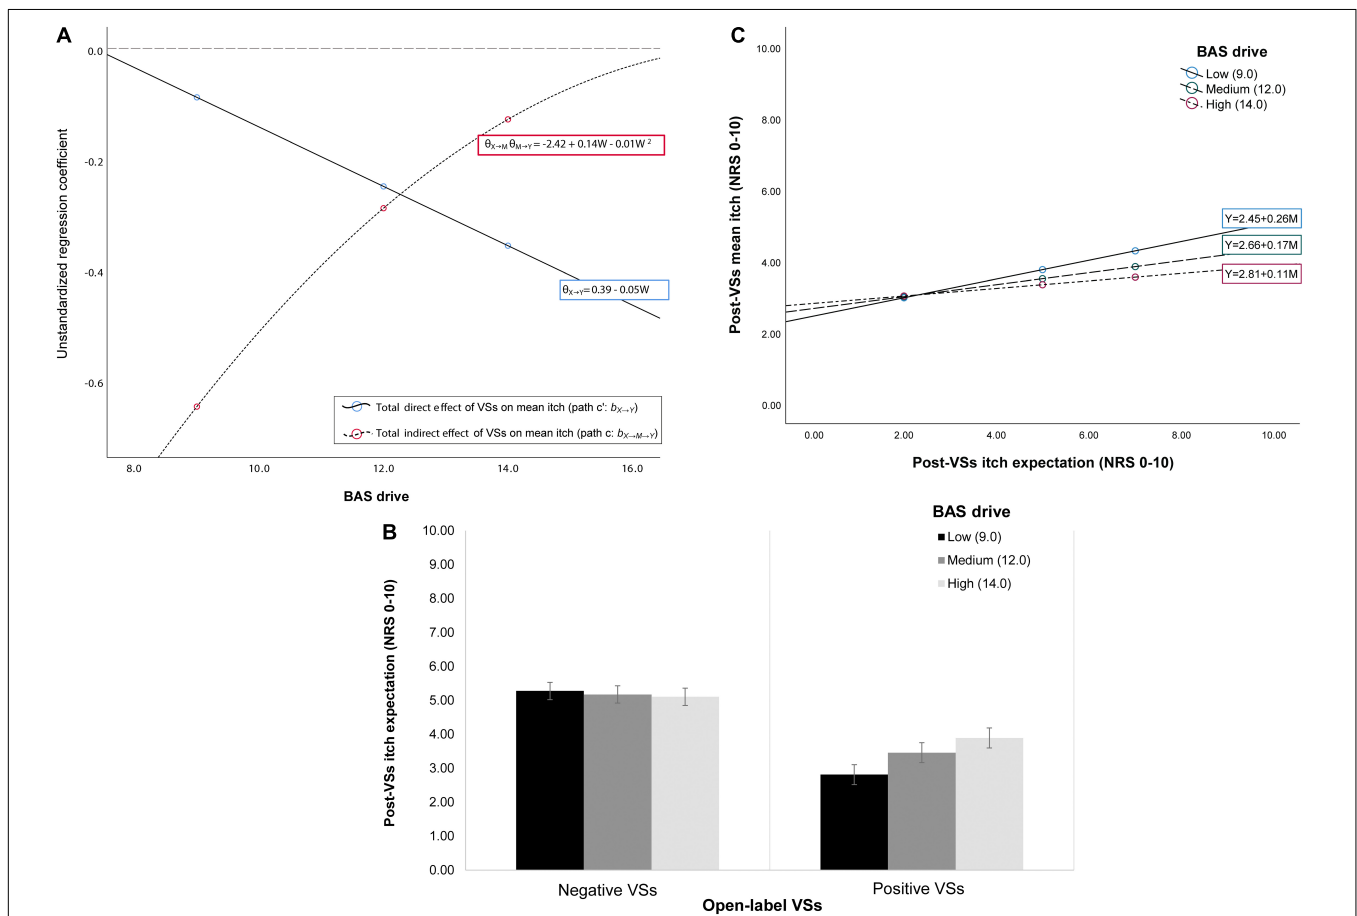 A
0.0
-0.2
-0.4
-0.6
Unstandardized regression coefficient
θX→M θM→Y = -2.42 + 0.14W - 0.01W²
θX→Y = 0.39 - 0.05W
Total direct effect of VSs on mean itch (path c': bX→Y)
Total indirect effect of VSs on mean itch (path c: bX→M→Y)
8.0 10.0 12.0 14.0 16.0
BAS drive
C
10.00
8.00
6.00
4.00
2.00
0.00
Post-VSs mean itch (NRS 0-10)
BAS drive
Low (9.0)
Medium (12.0)
High (14.0)
Y=2.45+0.26M
Y=2.66+0.17M
Y=2.81+0.11M
0.00 2.00 4.00 6.00 8.00 10.00
Post-VSs itch expectation (NRS 0-10)
B
10.00
9.00
8.00
7.00
6.00
5.00
4.00
3.00
2.00
1.00
0.00
Post-VSs itch expectation (NRS 0-10)
BAS drive
Low (9.0)
Medium (12.0)
High (14.0)
Negative VSs Positive VSs
Open-label VSs